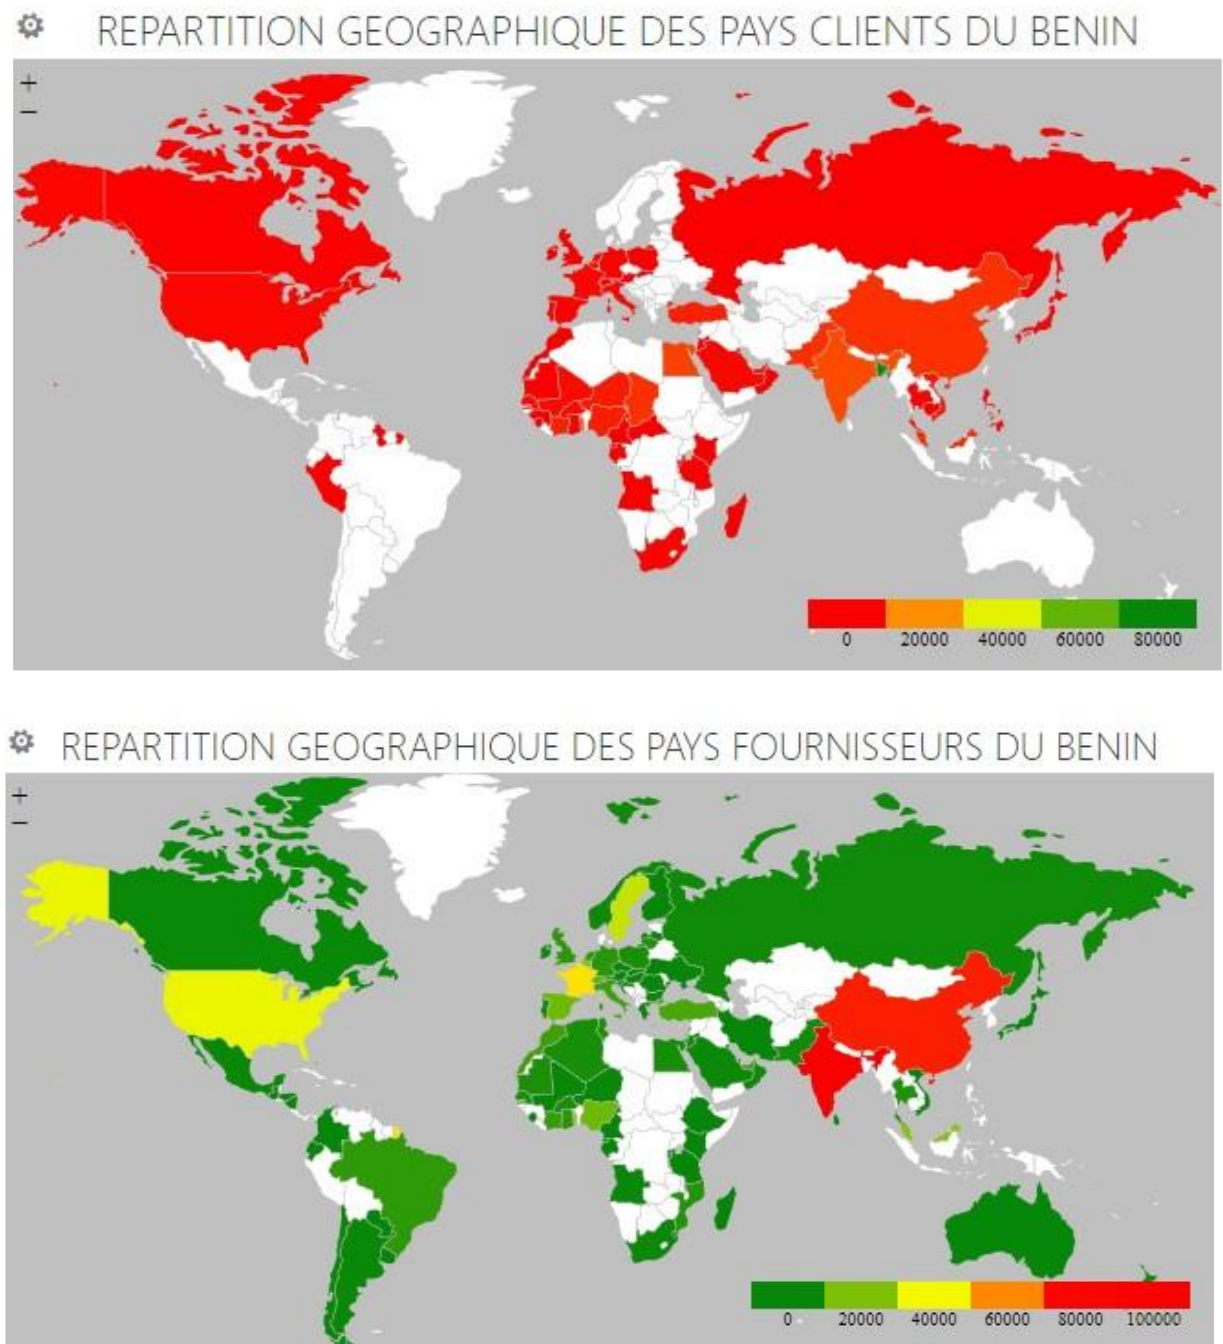 REPARTITION GEOGRAPHIQUE DES PAYS CLIENTS DU BENIN
+
−
0 20000 40000 60000 80000
REPARTITION GEOGRAPHIQUE DES PAYS FOURNISSEURS DU BENIN
+
−
0 20000 40000 60000 80000 100000